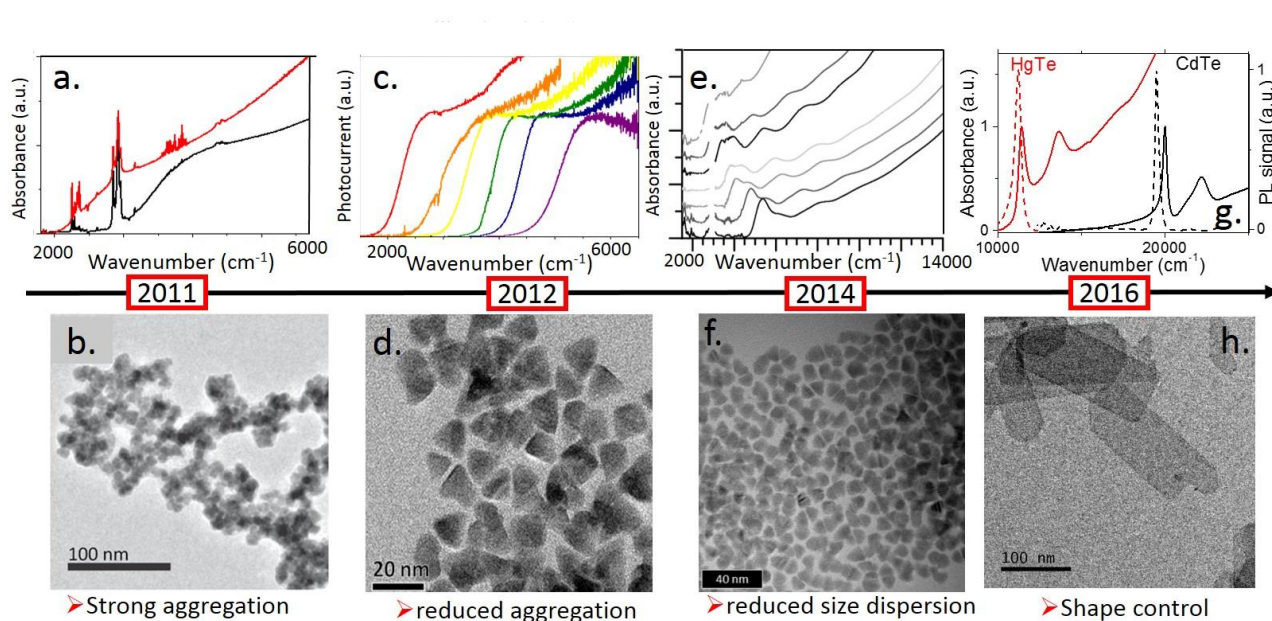 a.
Absorbance (a.u.)
2000
6000
Wavenumber (cm-1)
c.
Photocurrent (a.u.)
2000
6000
Wavenumber (cm-1)
e.
Absorbance (a.u.)
2000
14000
Wavenumber (cm-1)
HgTe
CdTe
g.
Absorbance (a.u.)
1
0
1
0
PL signal (a.u.)
10000
20000
Wavenumber (cm-1)
2011
2012
2014
2016
b.
100 nm
d.
20 nm
f.
40 nm
h.
100 nm
Strong aggregation
reduced aggregation
reduced size dispersion
Shape control